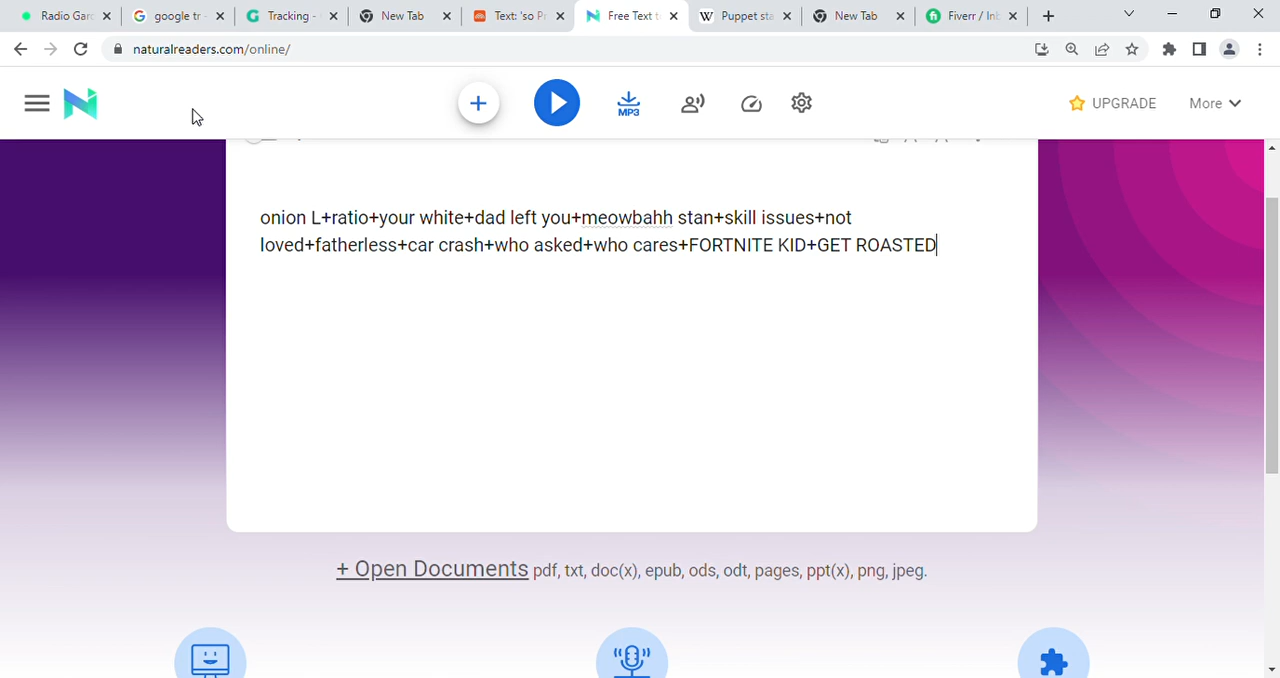 Radio Gard
google tr
Tracking -
New Tab
Text: 'so Pr
Free Text t
Puppet sta
New Tab
Fiverr / Inb
naturalreaders.com/online/
MP3
UPGRADE
More
onion L+ratio+your white+dad left you+meowbahh stan+skill issues+not
loved+fatherless+car crash+who asked+who cares+FORTNITE KID+GET ROASTED
+ Open Documents pdf, txt, doc(x), epub, ods, odt, pages, ppt(x), png, jpeg.